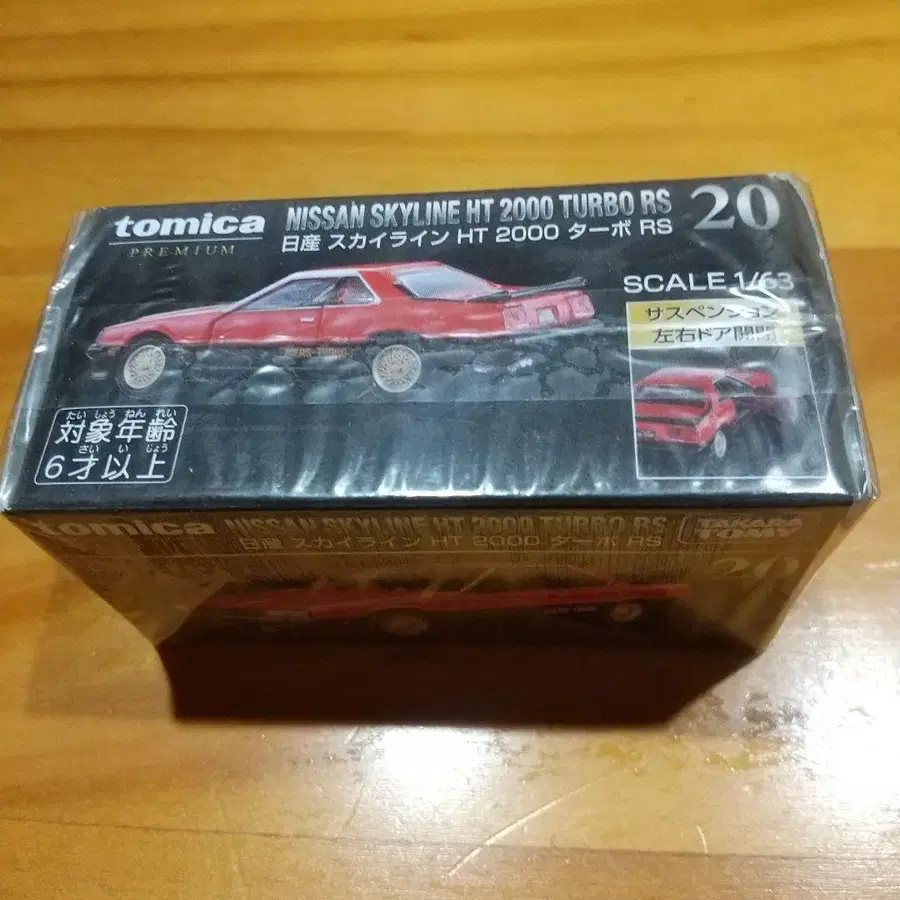 tomica
PREMIUM
NISSAN SKYLINE HT 2000 TURBO RS
日産 スカイライン HT 2000 ターボ RS
20
SCALE 1/63
サスペンション
左右ドア開閉
たい しょう ねん れい
対象年齢
さい い じょう
6才以上
RS-TURBO
tomica
NISSAN SKYLINE HT 2000 TURBO RS
日産 スカイライン HT 2000 ターボ RS
TAKARA
TOMY
20